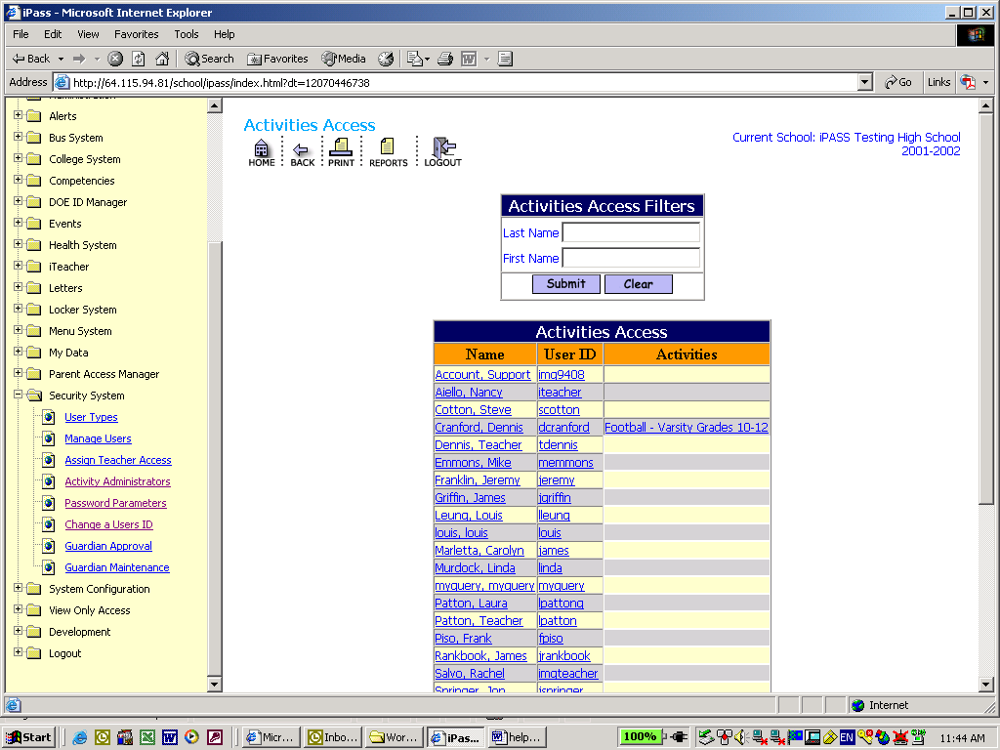 iPass - Microsoft Internet Explorer
File Edit View Favorites Tools Help
Back Search Favorites Media
Address http://64.115.94.81/school/ipass/index.html?dt=12070446738 Go Links
Alerts
Bus System
College System
Competencies
DOE ID Manager
Events
Health System
iTeacher
Letters
Locker System
Menu System
My Data
Parent Access Manager
Security System
User Types
Manage Users
Assign Teacher Access
Activity Administrators
Password Parameters
Change a Users ID
Guardian Approval
Guardian Maintenance
System Configuration
View Only Access
Development
Logout
Activities Access
HOME BACK PRINT REPORTS LOGOUT
Current School: iPASS Testing High School
2001-2002
Activities Access Filters
Last Name
First Name
Submit Clear
Activities Access
Name User ID Activities
Account, Support img9408
Aiello, Nancy iteacher
Cotton, Steve scotton
Cranford, Dennis dcranford Football - Varsity Grades 10-12
Dennis, Teacher tdennis
Emmons, Mike memmons
Franklin, Jeremy jeremy
Griffin, James jgriffin
Leung, Louis lleung
louis, louis louis
Marletta, Carolyn james
Murdock, Linda linda
myquery, myquery myquery
Patton, Laura lpattong
Patton, Teacher lpatton
Piso, Frank fpiso
Rankbook, James jrankbook
Salvo, Rachel imgteacher
Springer, Jon jspringer
Internet
Start Micr... Inbo... Wor... iPas... help... 100% EN 11:44 AM